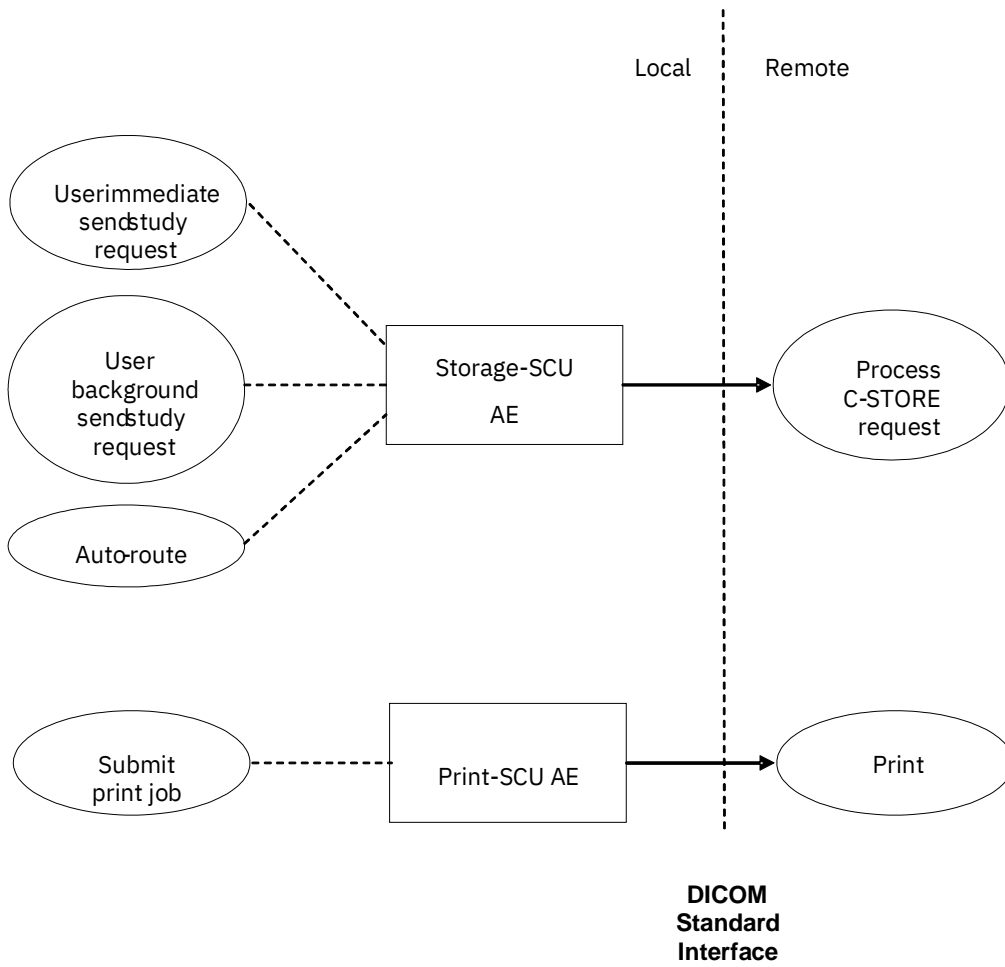 Local
Remote
Userimmediate
sendstudy
request
User
background
sendstudy
request
Storage-SCU
AE
Process
C-STORE
request
Auto-route
Submit
print job
Print-SCU AE
Print
DICOM
Standard
Interface